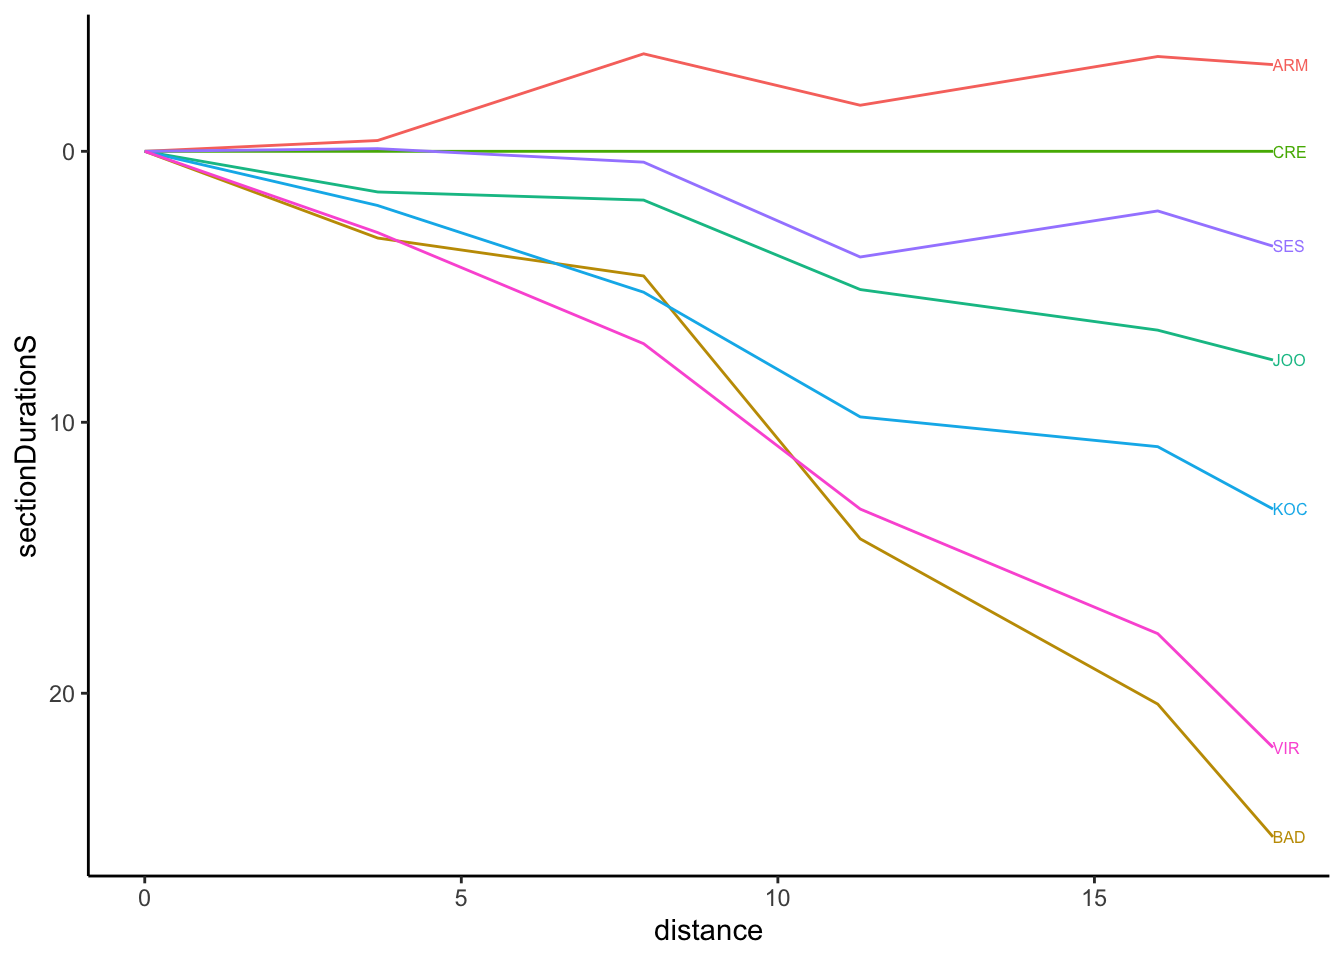 ARM
0
CRE
SES
JOO
10
KOC
20
VIR
BAD
0 5 10 15
distance
sectionDurationS